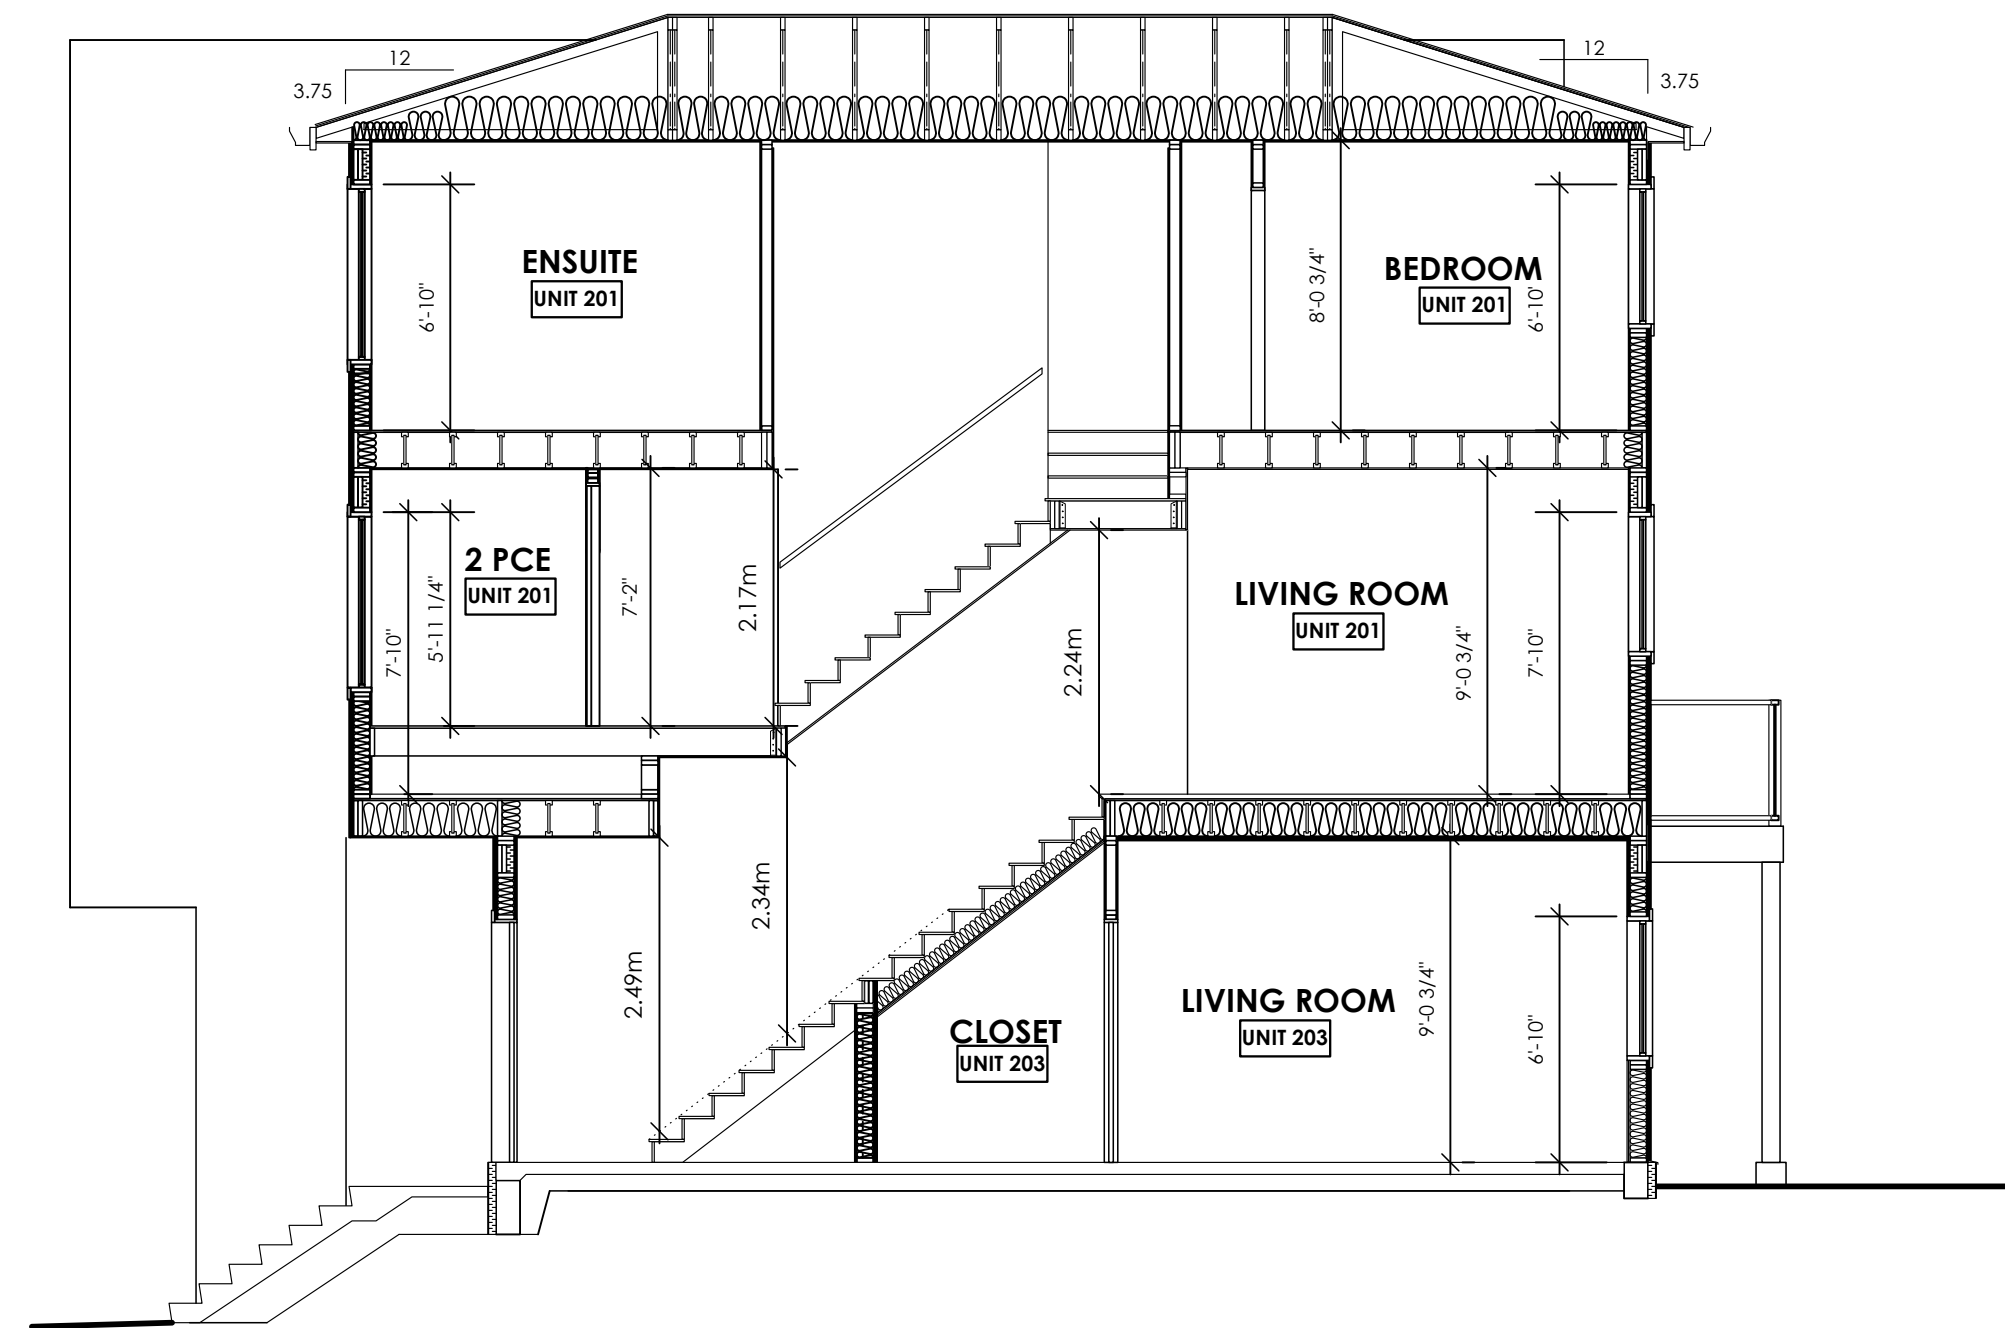 12
12
3.75
3.75
ENSUITE
UNIT 201
6'-10"
8'-0 3/4"
BEDROOM
UNIT 201
6'-10'
2 PCE
UNIT 201
7'-10"
5'-11 1/4"
7'-2"
2.17m
2.24m
LIVING ROOM
UNIT 201
9'-0 3/4"
7'-10"
2.34m
2.49m
CLOSET
UNIT 203
LIVING ROOM
UNIT 203
9'-0 3/4"
6'-10"